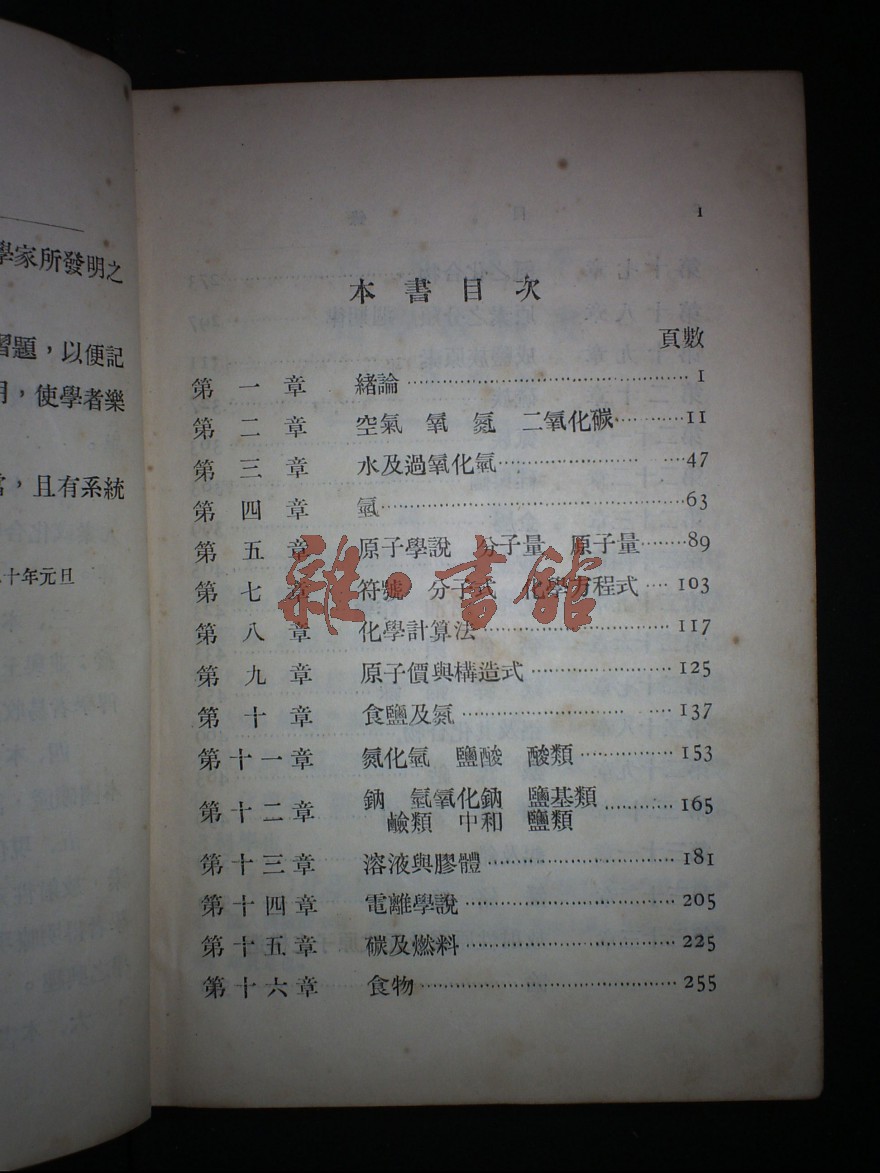 學家所發明之
習題，以便記
，使學者樂
，且有系統
十年元旦
1
本書目次
頁數
第一章 緒論 1
第二章 空氣 氧 氮 二氧化碳 11
第三章 水及過氧化氫 47
第四章 氫 63
第五章 原子學說 分子量 原子量 89
第七章 符號 分子式 化學方程式 103
第八章 化學計算法 117
第九章 原子價與構造式 125
第十章 食鹽及氯 137
第十一章 氯化氫 鹽酸 酸類 153
第十二章 鈉 氫氧化鈉 鹽基類 165
鹼類 中和 鹽類
第十三章 溶液與膠體 181
第十四章 電離學說 205
第十五章 碳及燃料 225
第十六章 食物 255
雜·書館